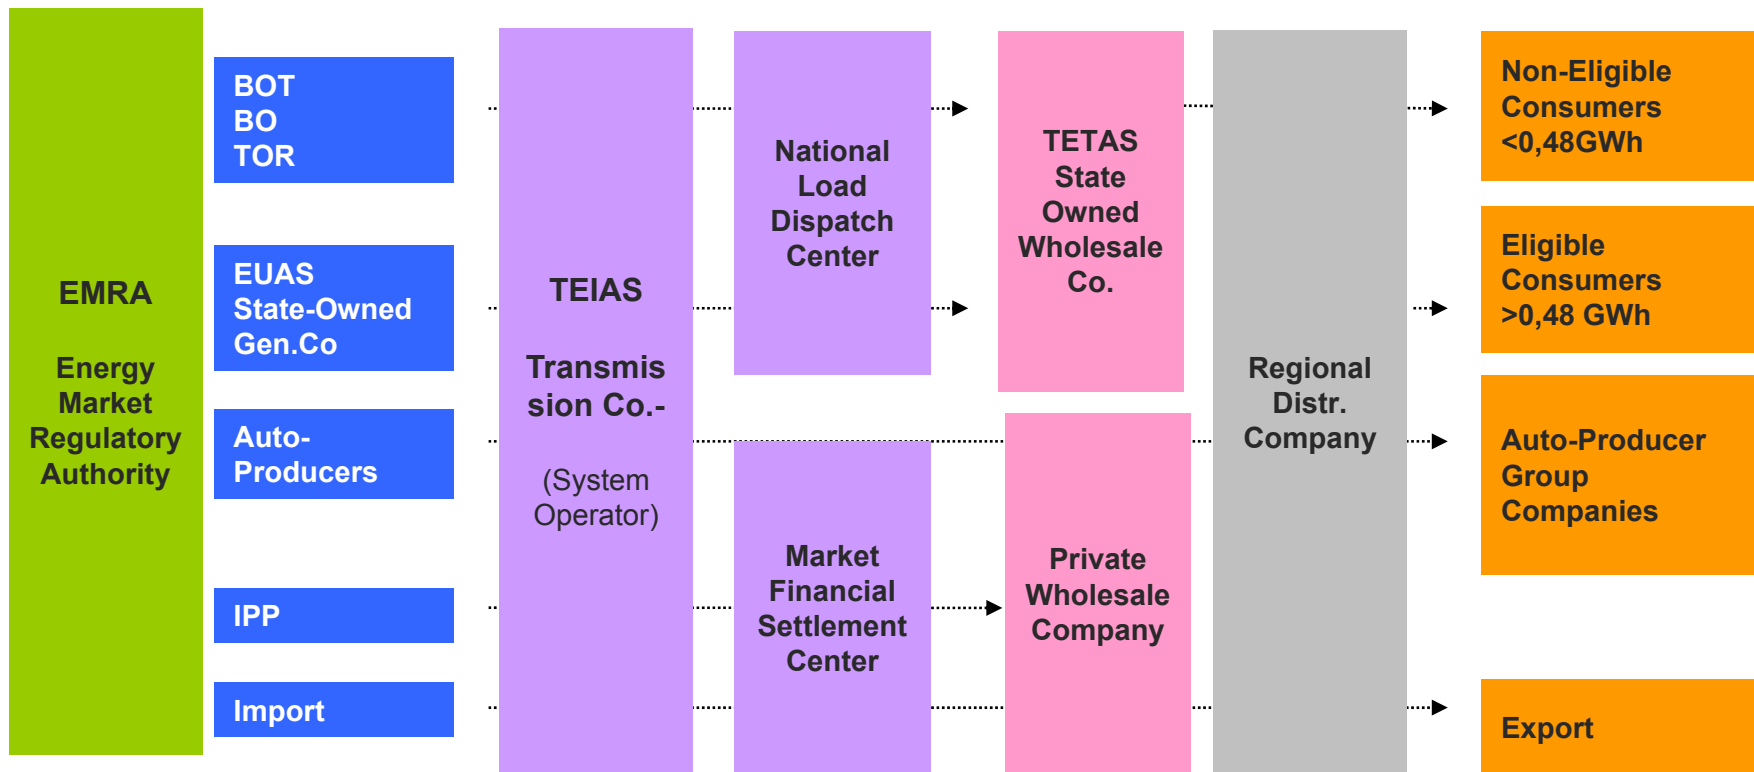 EMRA
Energy
Market
Regulatory
Authority
BOT
BO
TOR
EUAS
State-Owned
Gen.Co
Auto-
Producers
IPP
Import
TEIAS
Transmis
sion Co.-
(System
Operator)
National
Load
Dispatch
Center
Market
Financial
Settlement
Center
TETAS
State
Owned
Wholesale
Co.
Private
Wholesale
Company
Regional
Distr.
Company
Non-Eligible
Consumers
<0,48GWh
Eligible
Consumers
>0,48 GWh
Auto-Producer
Group
Companies
Export